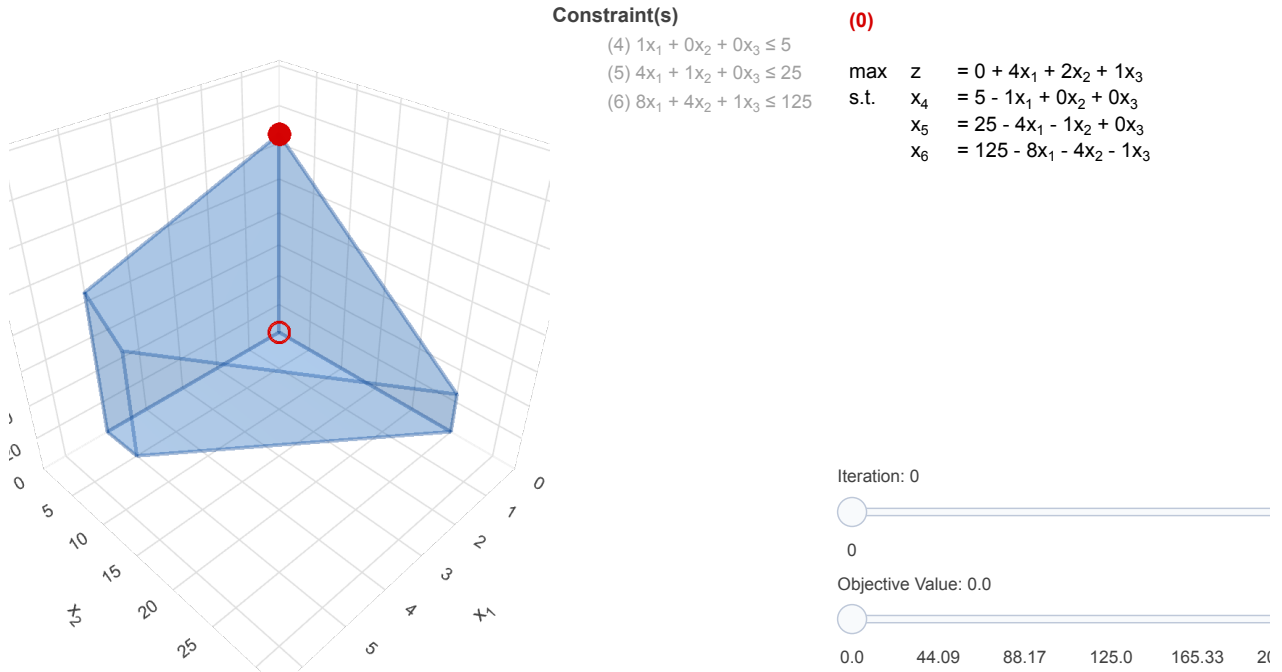 Constraint(s)
(4) 1x₁ + 0x₂ + 0x₃ ≤ 5
(5) 4x₁ + 1x₂ + 0x₃ ≤ 25
(6) 8x₁ + 4x₂ + 1x₃ ≤ 125
(0)
max z = 0 + 4x₁ + 2x₂ + 1x₃
s.t. x₄ = 5 - 1x₁ + 0x₂ + 0x₃
x₅ = 25 - 4x₁ - 1x₂ + 0x₃
x₆ = 125 - 8x₁ - 4x₂ - 1x₃
0
5
10
15
20
25
x₂
0
1
2
3
4
5
x₁
Iteration: 0
0
Objective Value: 0.0
0.0 44.09 88.17 125.0 165.33